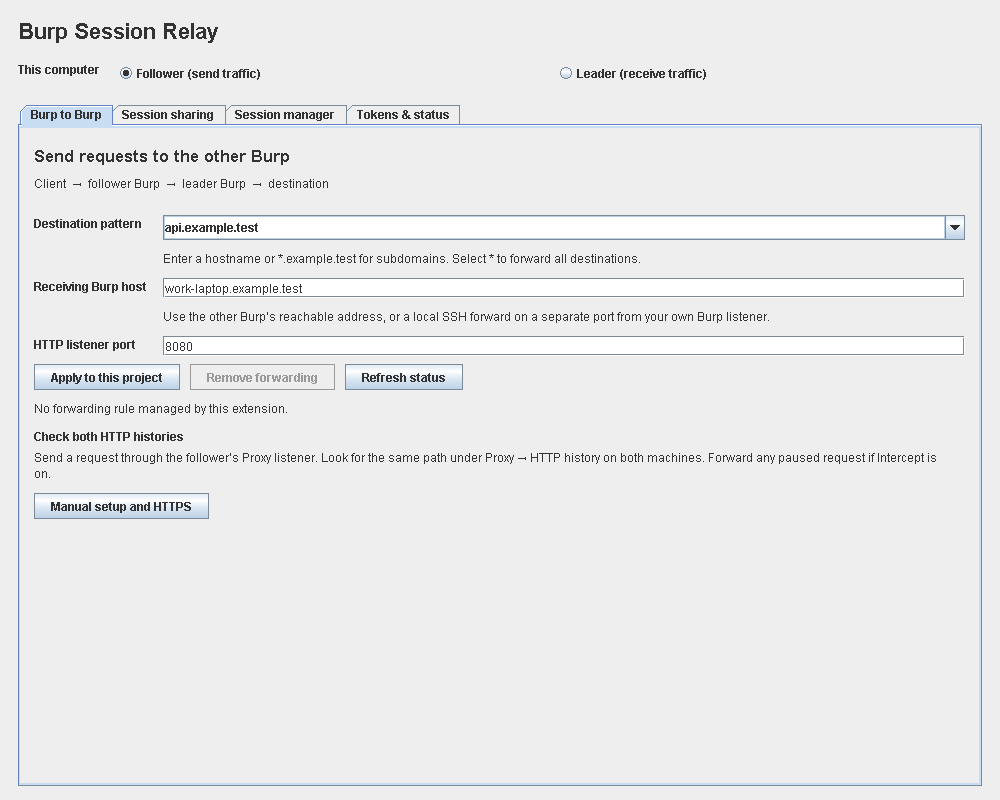 Burp Session Relay
This computer
Follower (send traffic)
Leader (receive traffic)
Burp to Burp
Session sharing
Session manager
Tokens & status
Send requests to the other Burp
Client → follower Burp → leader Burp → destination
Destination pattern
api.example.test
Enter a hostname or *.example.test for subdomains. Select * to forward all destinations.
Receiving Burp host
work-laptop.example.test
Use the other Burp's reachable address, or a local SSH forward on a separate port from your own Burp listener.
HTTP listener port
8080
Apply to this project
Remove forwarding
Refresh status
No forwarding rule managed by this extension.
Check both HTTP histories
Send a request through the follower's Proxy listener. Look for the same path under Proxy → HTTP history on both machines. Forward any paused request if Intercept is
on.
Manual setup and HTTPS